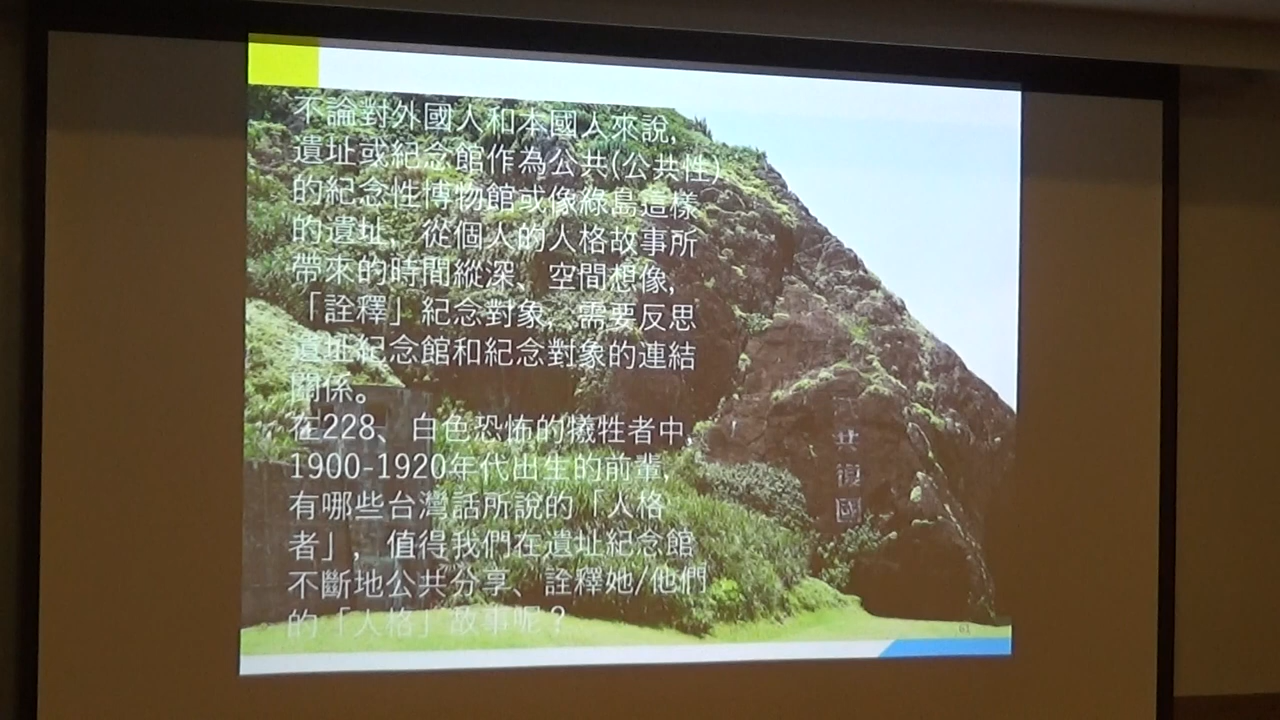 不論對外國人和本國人來說,
遺址或紀念館作為公共(公共性)
的紀念性博物館或像綠島這樣
的遺址，從個人的人格故事所
帶來的時間縱深、空間想像,
「詮釋」紀念對象，需要反思
遺址紀念館和紀念對象的連結
關係。
在228、白色恐怖的犧牲者中,
1900-1920年代出生的前輩,
有哪些台灣話所說的「人格
者」，值得我們在遺址紀念館
不斷地公共分享、詮釋她/他們
的「人格」故事呢？
共復國
61